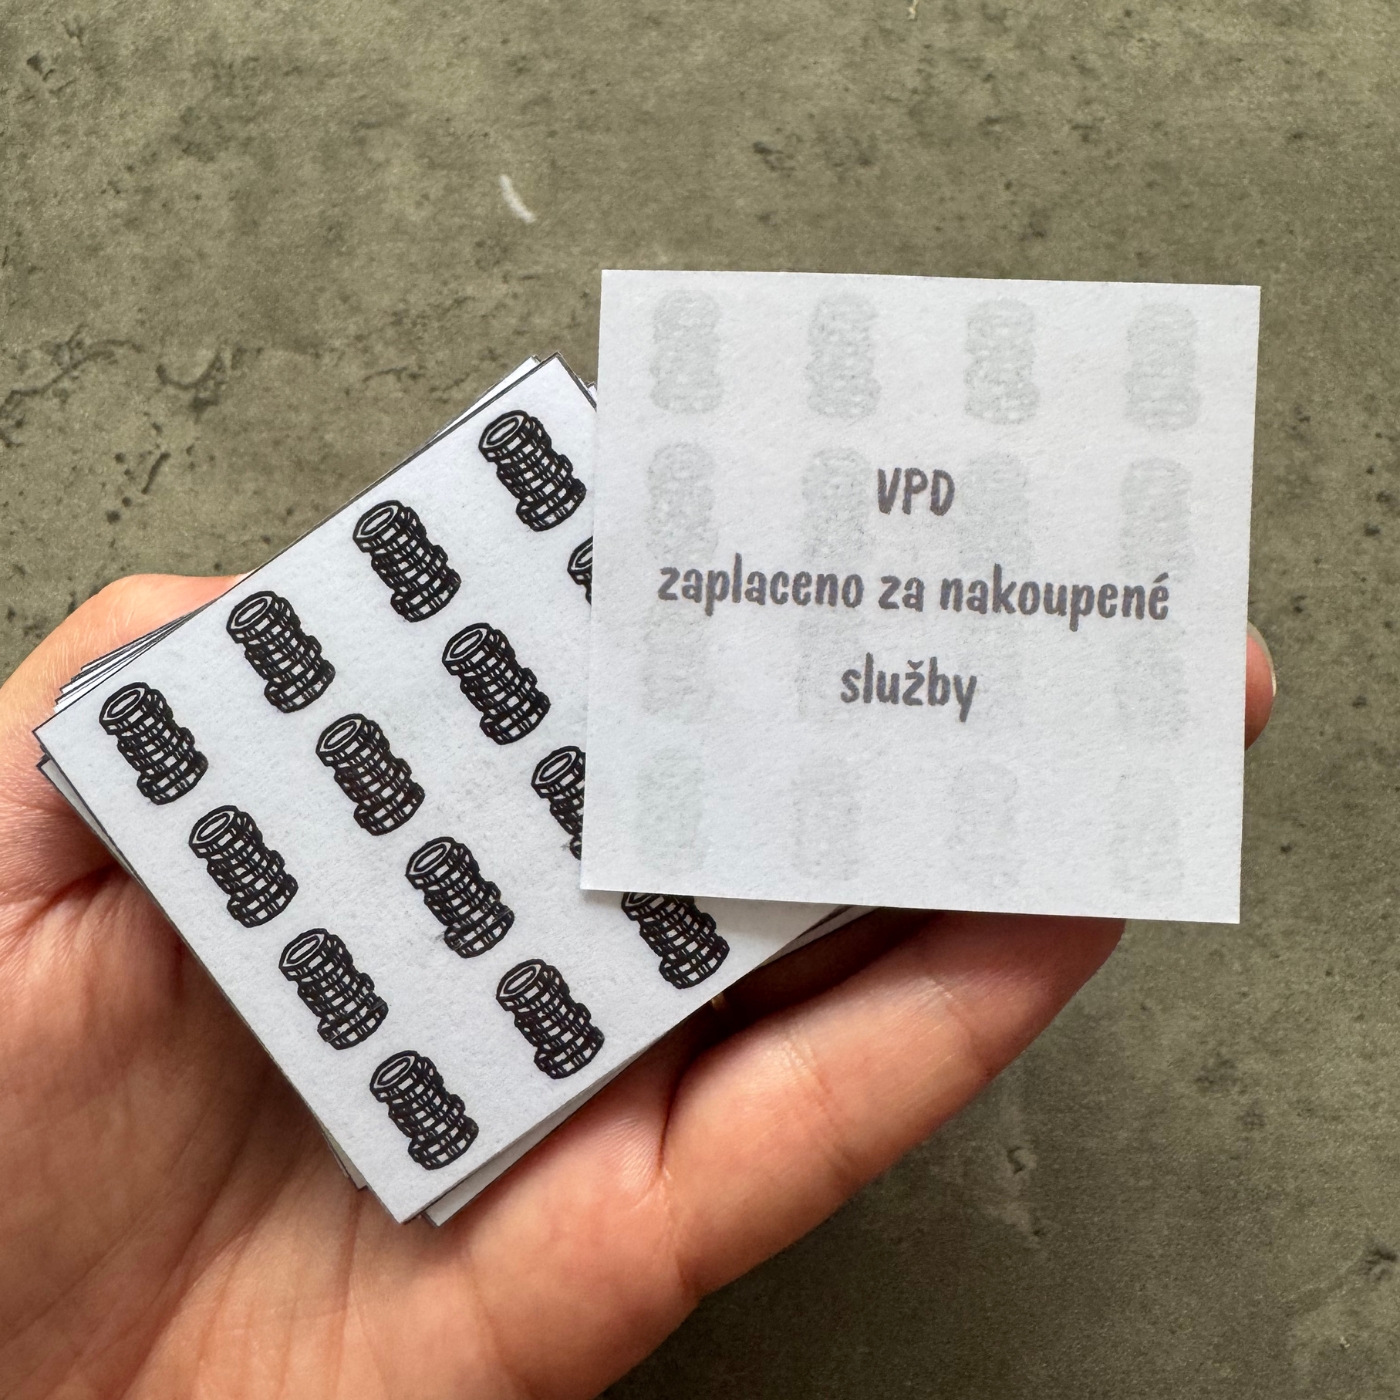 VPD
zaplaceno za nakoupené
služby